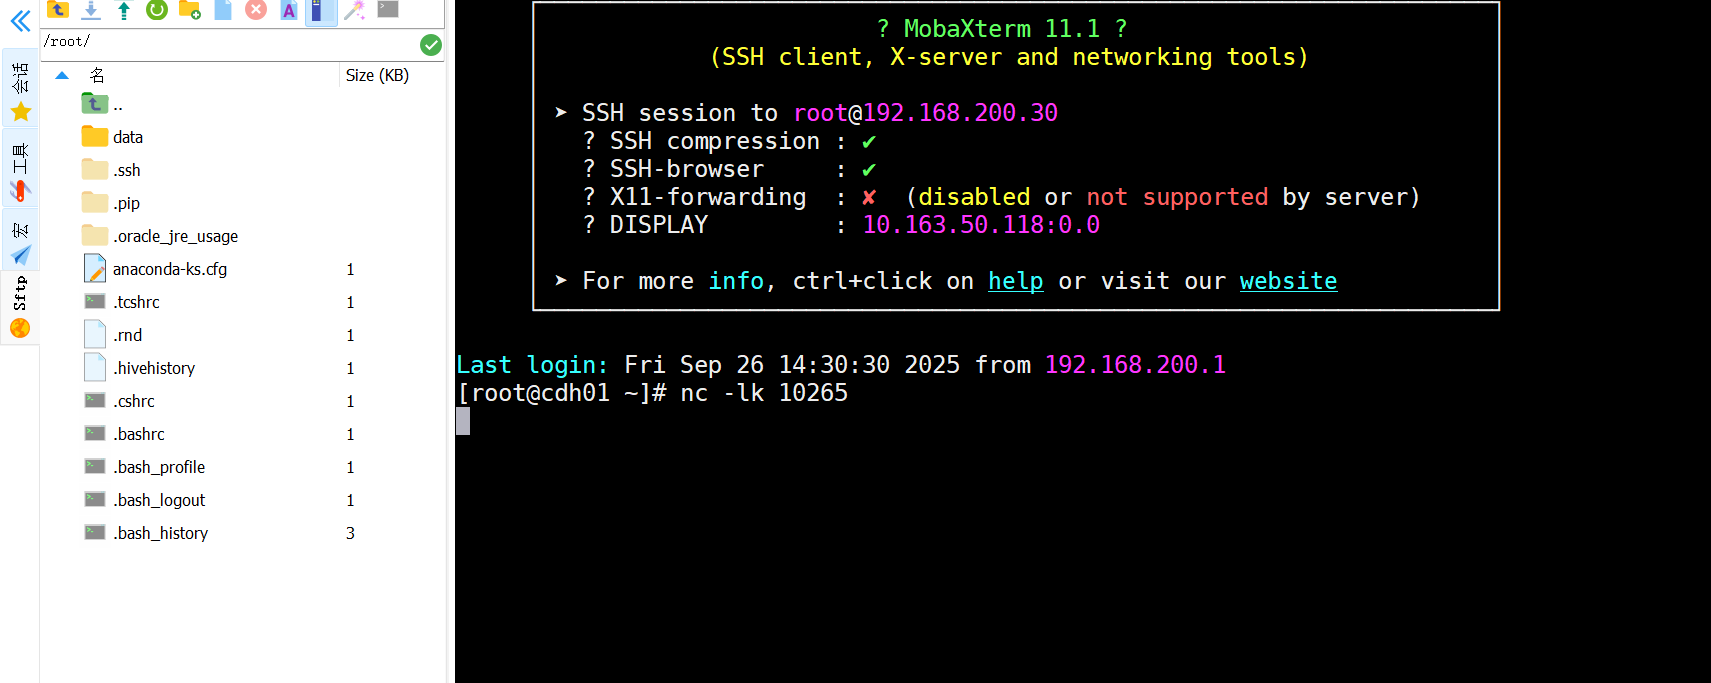 /root/
名 Size (KB)
..
data
.ssh
.pip
.oracle_jre_usage
anaconda-ks.cfg 1
.tcshrc 1
.rnd 1
.hivehistory 1
.cshrc 1
.bashrc 1
.bash_profile 1
.bash_logout 1
.bash_history 3
会话
工具
宏
Sftp
? MobaXterm 11.1 ?
(SSH client, X-server and networking tools)
➤ SSH session to root@192.168.200.30
? SSH compression : ✔
? SSH-browser : ✔
? X11-forwarding : ✘ (disabled or not supported by server)
? DISPLAY : 10.163.50.118:0.0
➤ For more info, ctrl+click on help or visit our website
Last login: Fri Sep 26 14:30:30 2025 from 192.168.200.1
[root@cdh01 ~]# nc -lk 10265